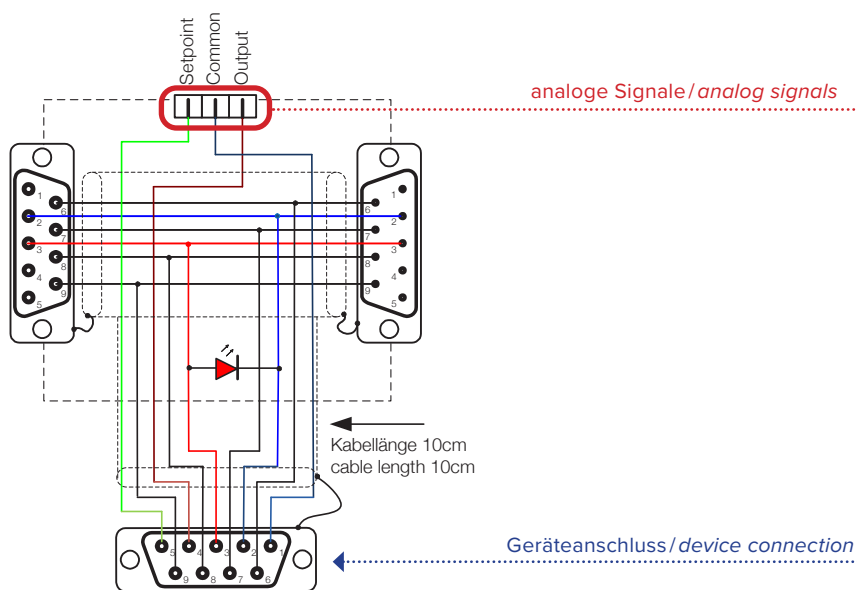 Setpoint
Common
Output
analoge Signale/analog signals
1
6
2
7
3
8
4
9
5
1
6
2
7
3
8
4
9
5
Kabellänge 10cm
cable length 10cm
Geräteanschluss/device connection
5 4 3 2 1
9 8 7 6